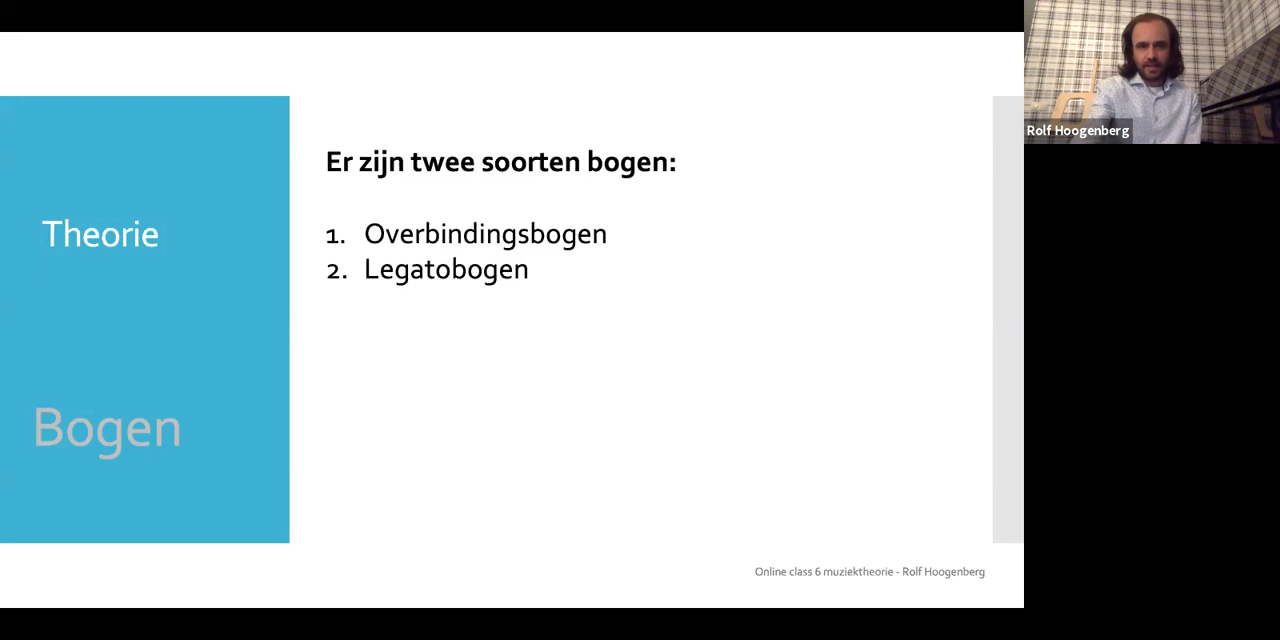 Theorie
Bogen
Er zijn twee soorten bogen:
1. Overbindingsbogen
2. Legatobogen
Online class 6 muziektheorie - Rolf Hoogenberg
Rolf Hoogenberg